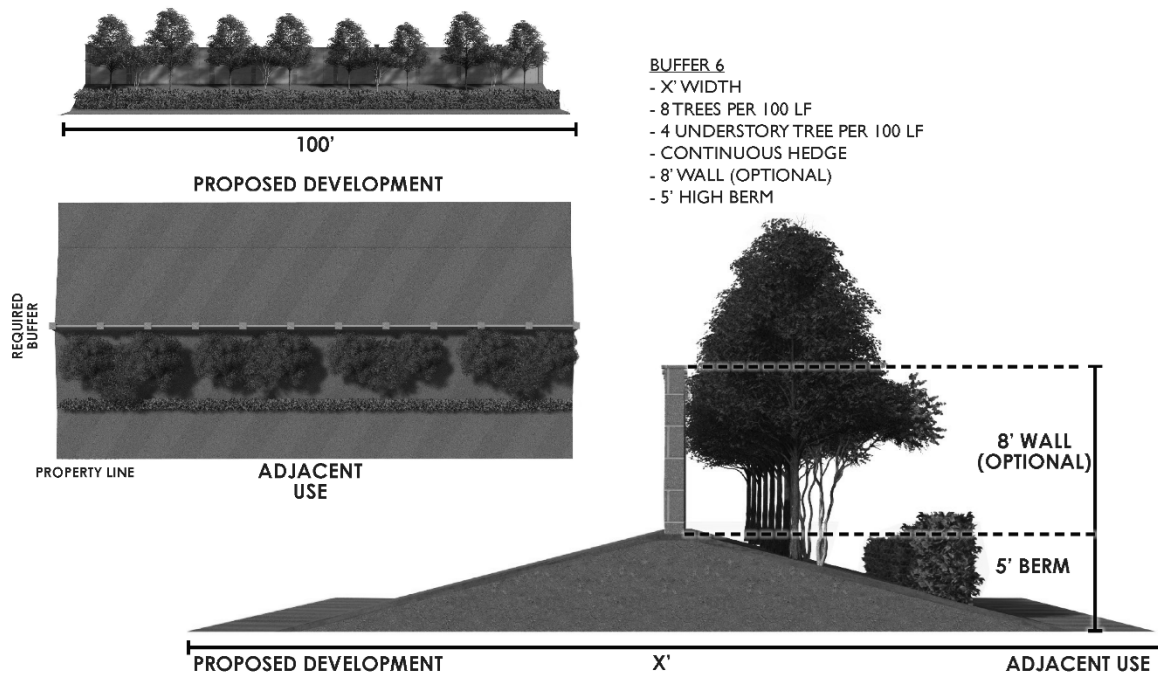 100’
PROPOSED DEVELOPMENT
REQUIRED
BUFFER
PROPERTY LINE
ADJACENT
USE
BUFFER 6
- X’ WIDTH
- 8 TREES PER 100 LF
- 4 UNDERSTORY TREE PER 100 LF
- CONTINUOUS HEDGE
- 8’ WALL (OPTIONAL)
- 5’ HIGH BERM
8’ WALL
(OPTIONAL)
5’ BERM
PROPOSED DEVELOPMENT
X’
ADJACENT USE